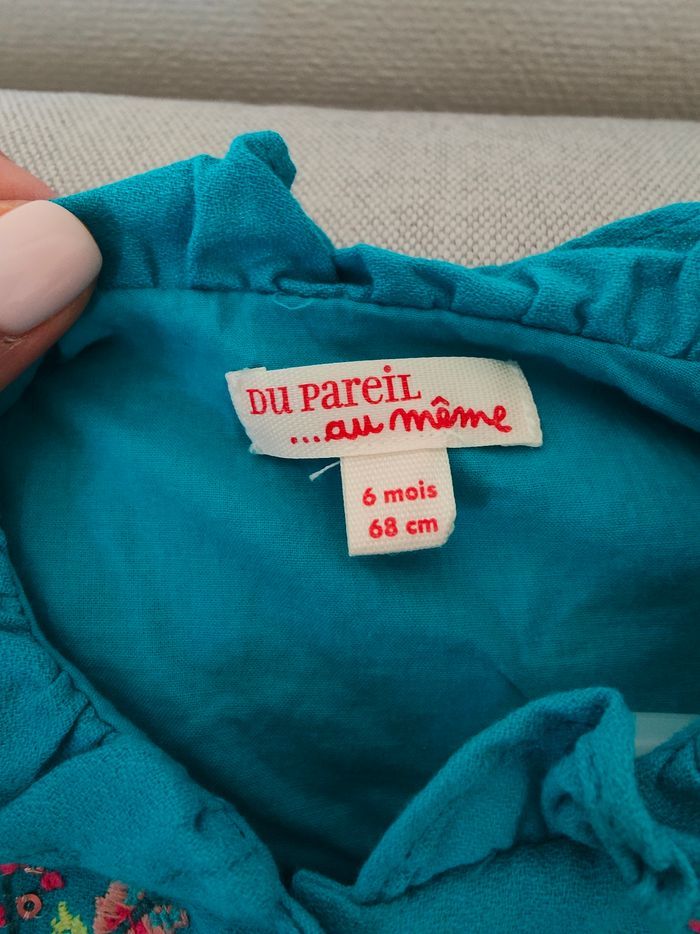 DU PAREIL
...au même
6 mois
68 cm